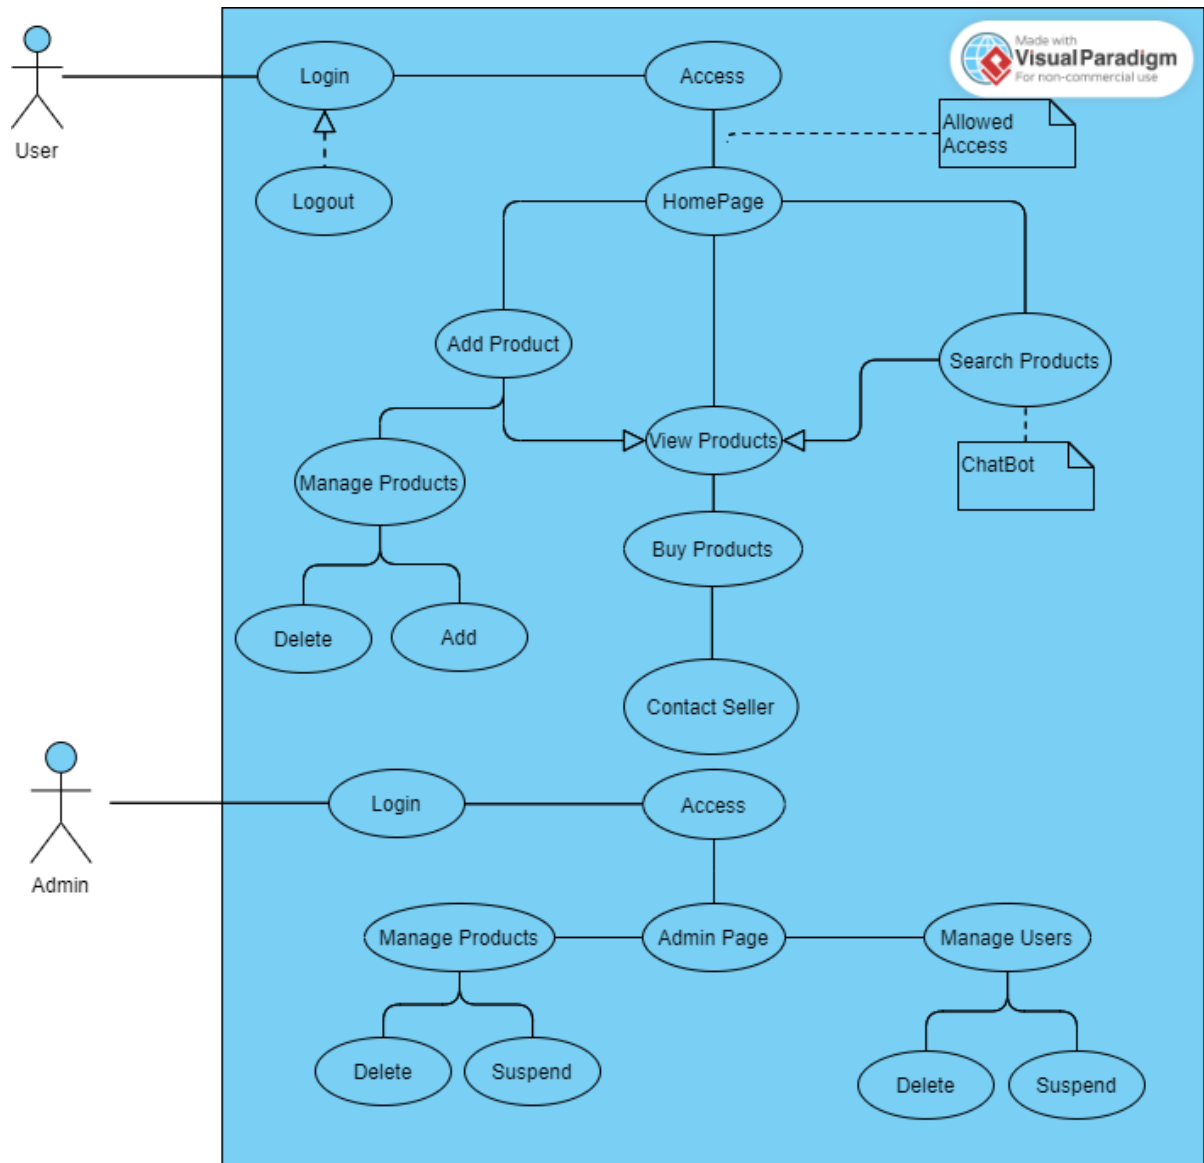 Made with
Visual Paradigm
For non-commercial use
Login
Access
Allowed
Access
User
Logout
HomePage
Add Product
Search Products
View Products
ChatBot
Manage Products
Buy Products
Delete
Add
Contact Seller
Login
Access
Admin
Manage Products
Admin Page
Manage Users
Delete
Suspend
Delete
Suspend